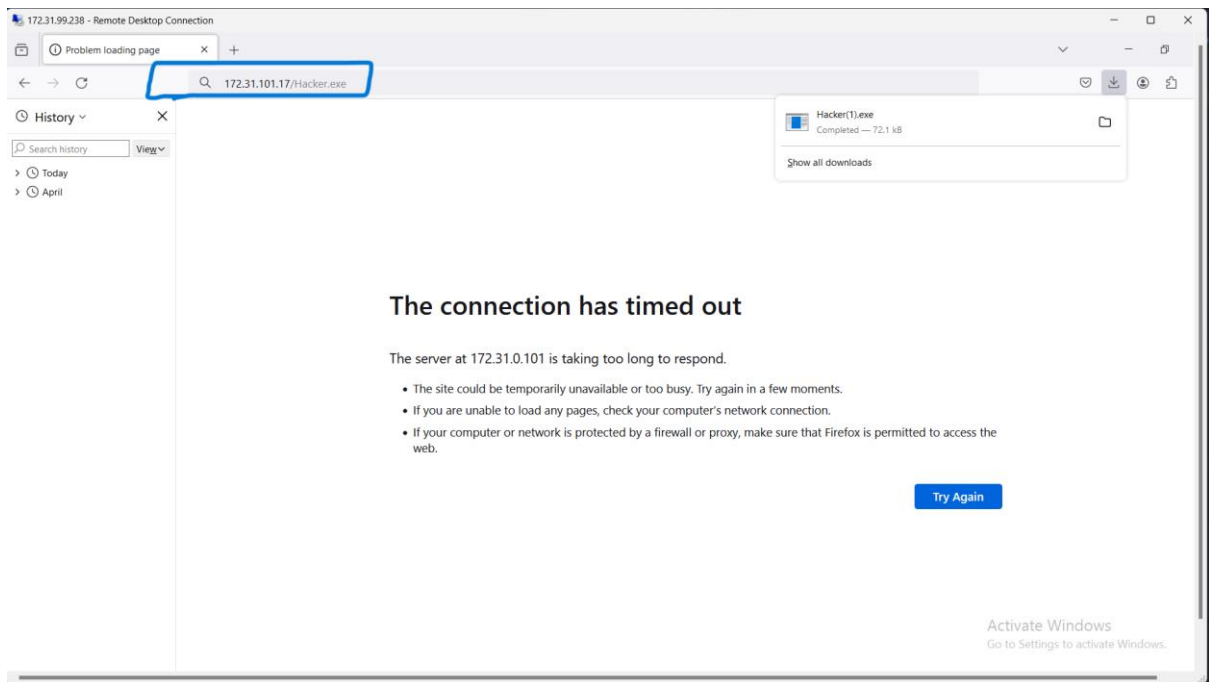 172.31.99.238 - Remote Desktop Connection
Problem loading page
172.31.101.17/Hacker.exe
History
Search history
View
Today
April
Hacker(1).exe
Completed — 72.1 kB
Show all downloads
The connection has timed out
The server at 172.31.0.101 is taking too long to respond.
• The site could be temporarily unavailable or too busy. Try again in a few moments.
• If you are unable to load any pages, check your computer's network connection.
• If your computer or network is protected by a firewall or proxy, make sure that Firefox is permitted to access the
web.
Try Again
Activate Windows
Go to Settings to activate Windows.